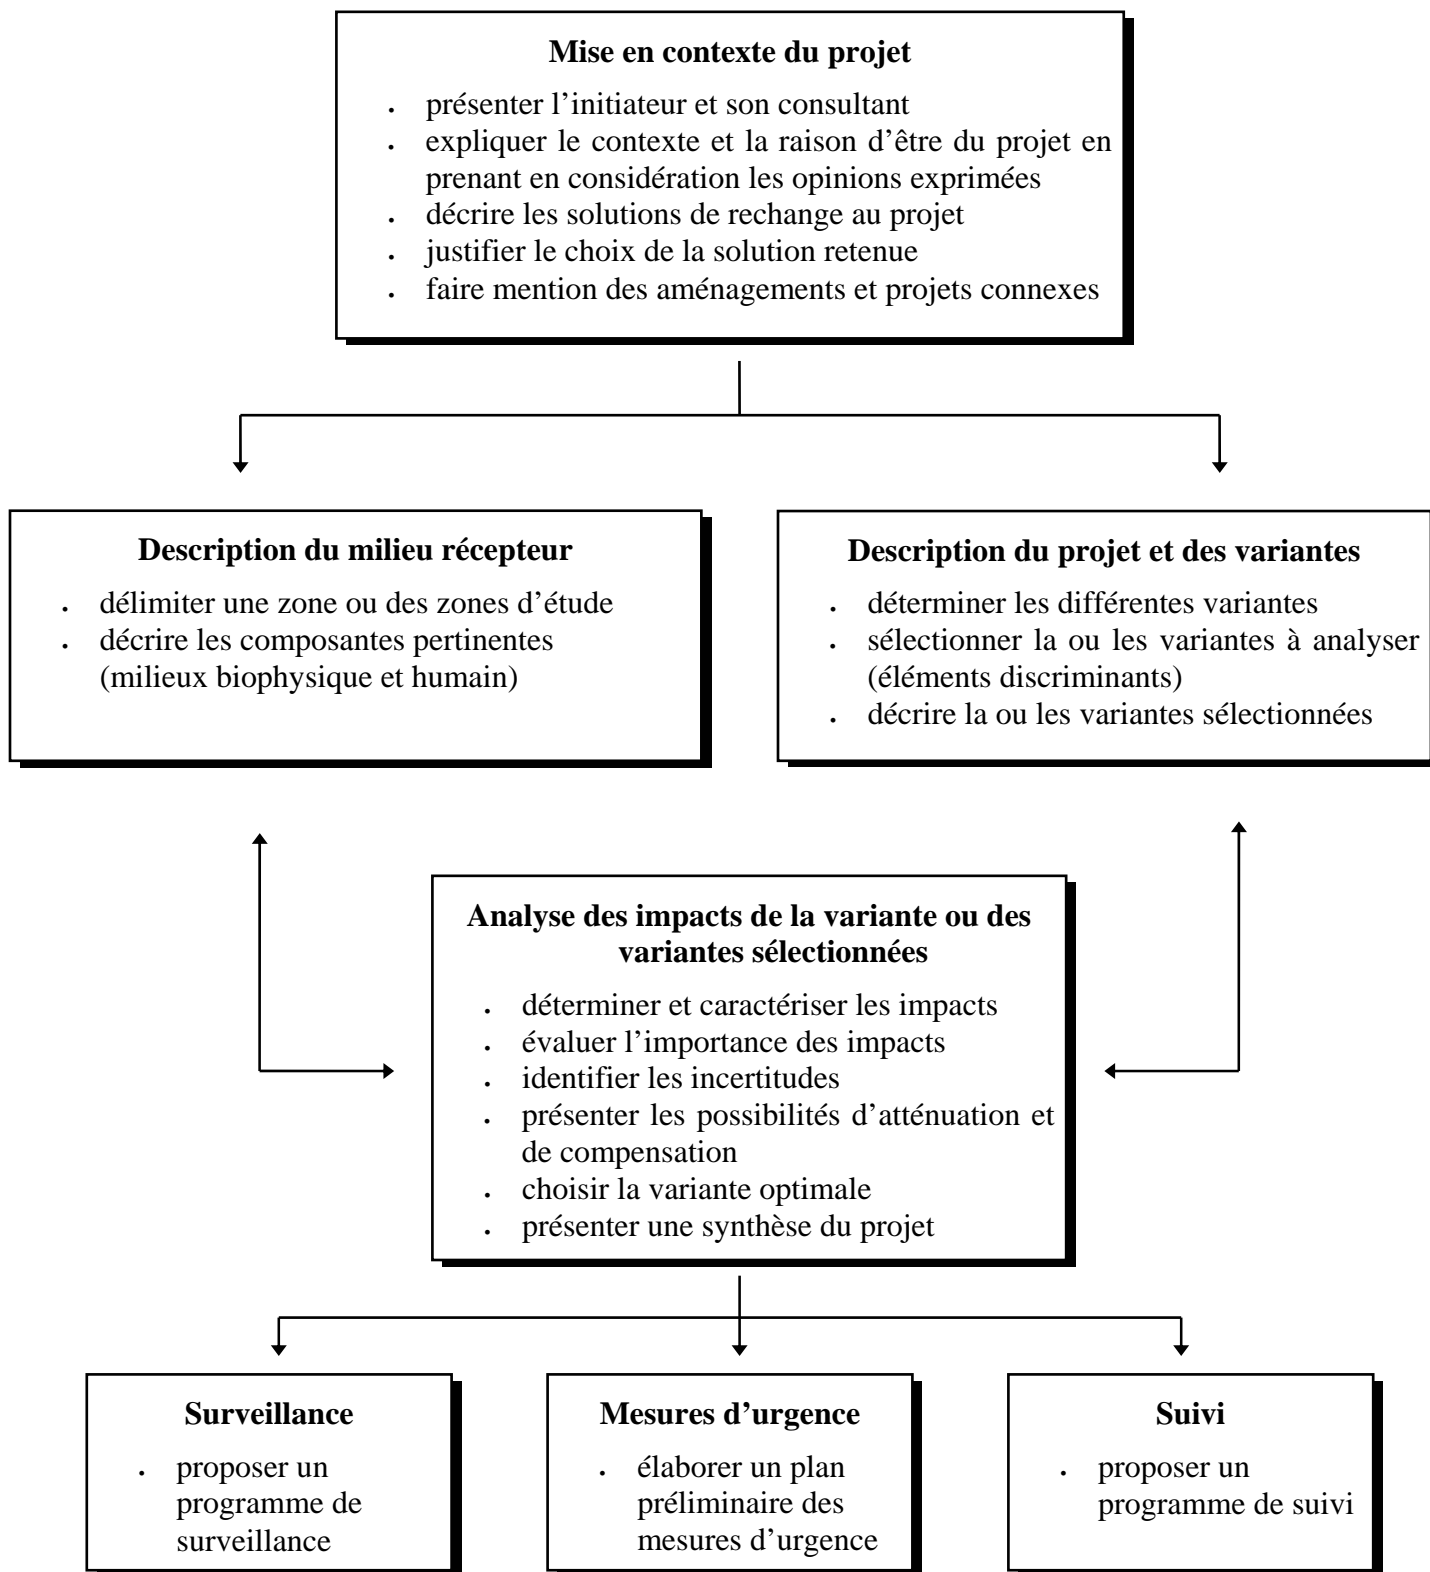 Mise en contexte du projet
. présenter l’initiateur et son consultant
. expliquer le contexte et la raison d’être du projet en
prenant en considération les opinions exprimées
. décrire les solutions de rechange au projet
. justifier le choix de la solution retenue
. faire mention des aménagements et projets connexes
Description du milieu récepteur
. délimiter une zone ou des zones d’étude
. décrire les composantes pertinentes
(milieux biophysique et humain)
Description du projet et des variantes
. déterminer les différentes variantes
. sélectionner la ou les variantes à analyser
(éléments discriminants)
. décrire la ou les variantes sélectionnées
Analyse des impacts de la variante ou des
variantes sélectionnées
. déterminer et caractériser les impacts
. évaluer l’importance des impacts
. identifier les incertitudes
. présenter les possibilités d’atténuation et
de compensation
. choisir la variante optimale
. présenter une synthèse du projet
Surveillance
. proposer un
programme de
surveillance
Mesures d’urgence
. élaborer un plan
préliminaire des
mesures d’urgence
Suivi
. proposer un
programme de suivi